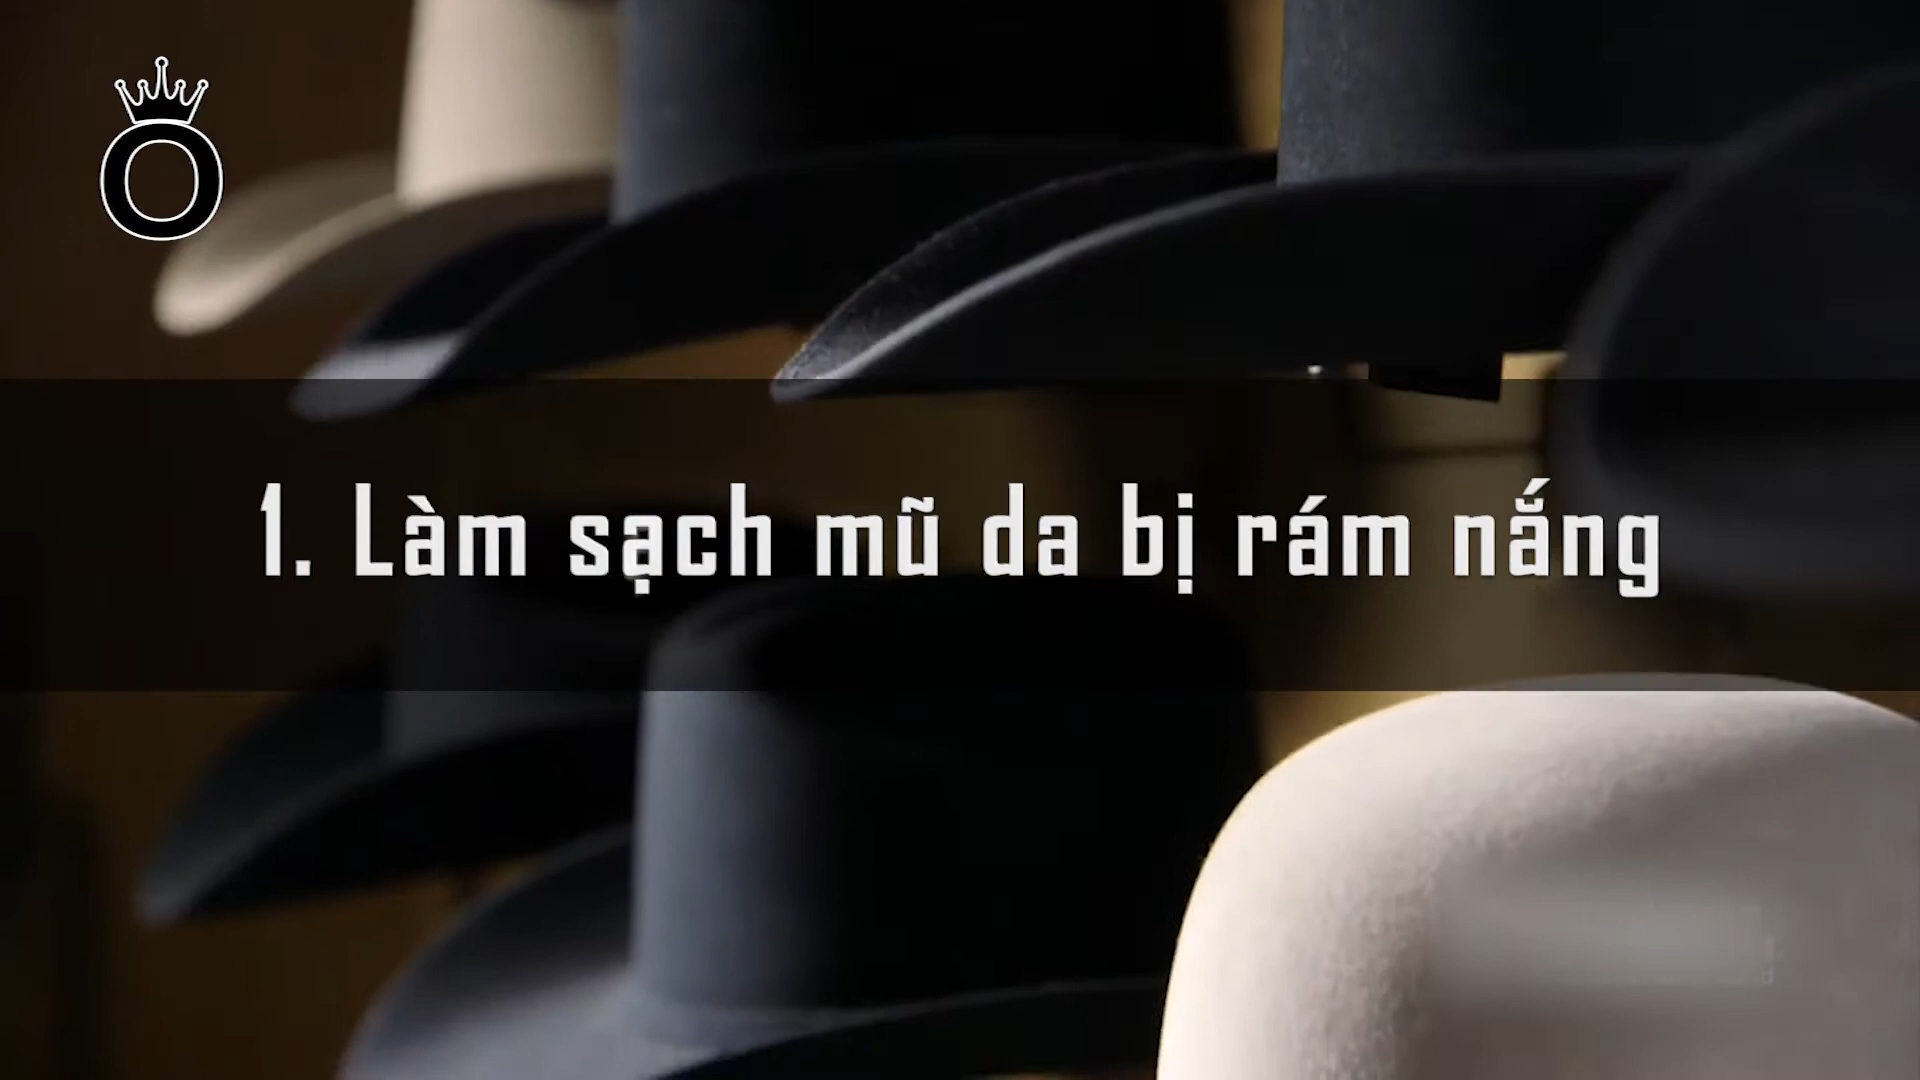 O
1. Làm sạch mũ da bị rám nắng